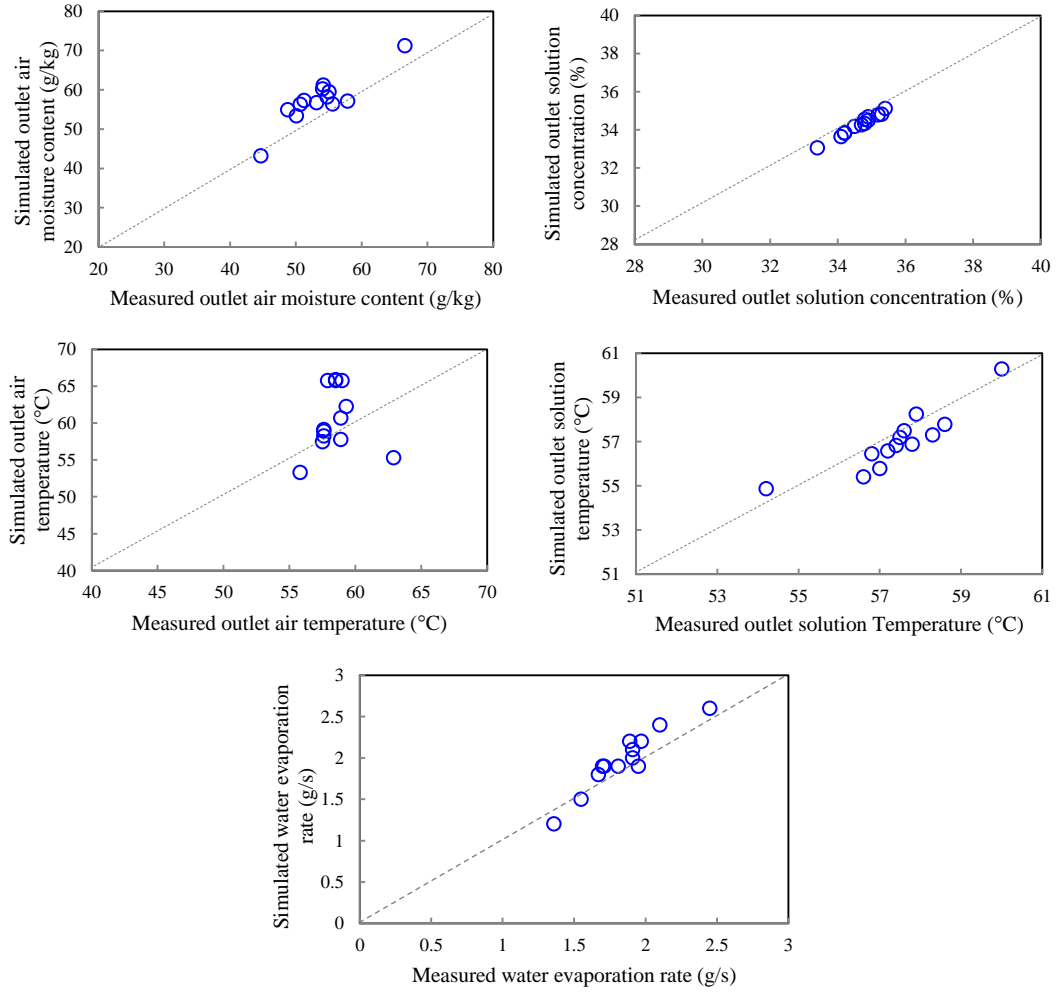 Simulated outlet air
moisture content (g/kg)
80
70
60
50
40
30
20
20 30 40 50 60 70 80
Measured outlet air moisture content (g/kg)
Simulated outlet solution
concentration (%)
40
38
36
34
32
30
28
28 30 32 34 36 38 40
Measured outlet solution concentration (%)
Simulated outlet air
temperature (°C)
70
65
60
55
50
45
40
40 45 50 55 60 65 70
Measured outlet air temperature (°C)
Simulated outlet solution
temperature (°C)
61
59
57
55
53
51
51 53 55 57 59 61
Measured outlet solution Temperature (°C)
Simulated water evaporation
rate (g/s)
3
2.5
2
1.5
1
0.5
0
0 0.5 1 1.5 2 2.5 3
Measured water evaporation rate (g/s)